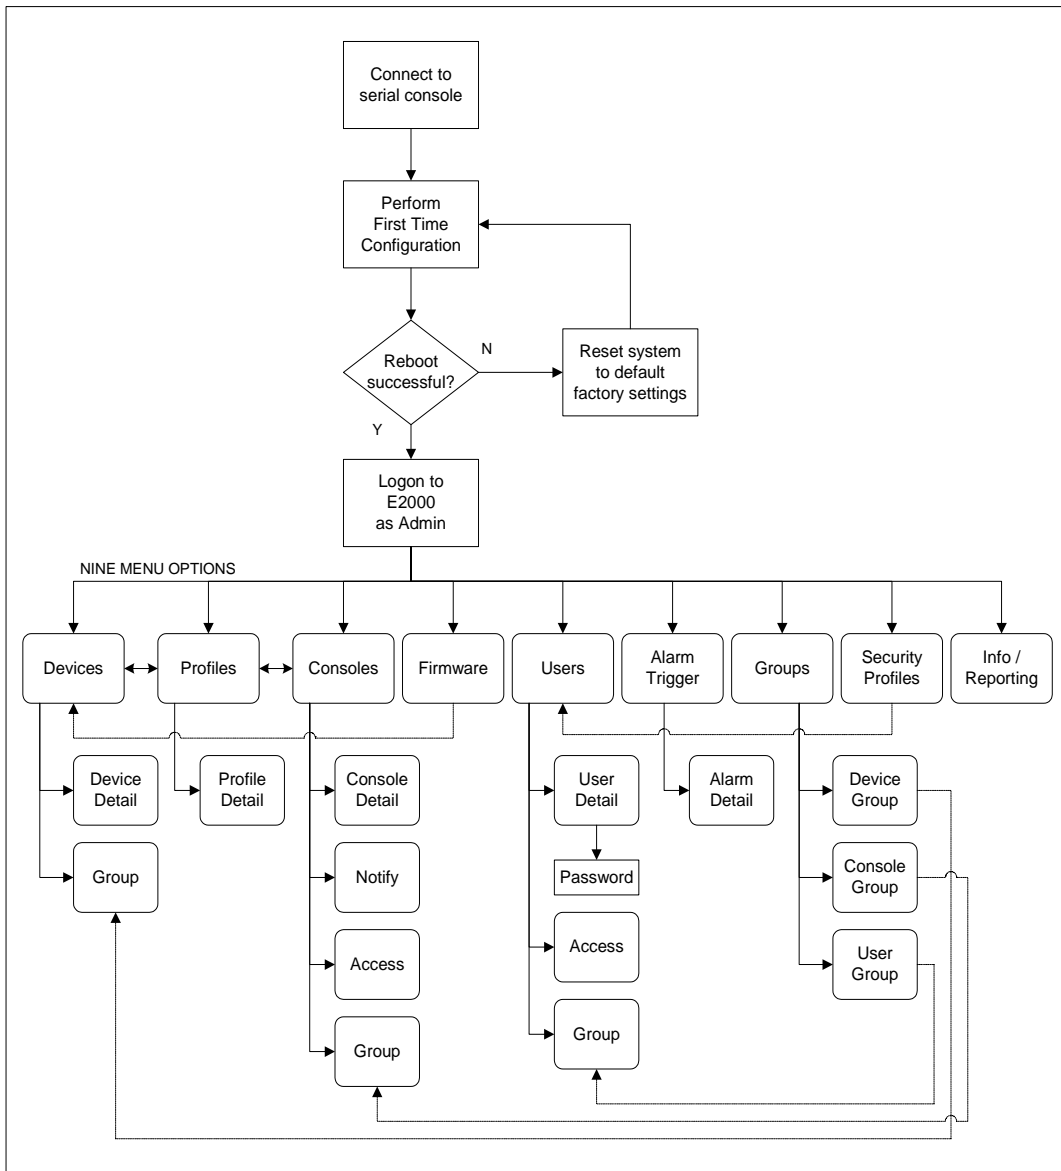 Connect to
serial console
Perform
First Time
Configuration
Reboot
successful?
N
Reset system
to default
factory settings
Y
Logon to
E2000
as Admin
NINE MENU OPTIONS
Devices
Profiles
Consoles
Firmware
Users
Alarm
Trigger
Groups
Security
Profiles
Info /
Reporting
Device
Detail
Profile
Detail
Console
Detail
User
Detail
Alarm
Detail
Device
Group
Group
Notify
Password
Console
Group
Access
Access
User
Group
Group
Group